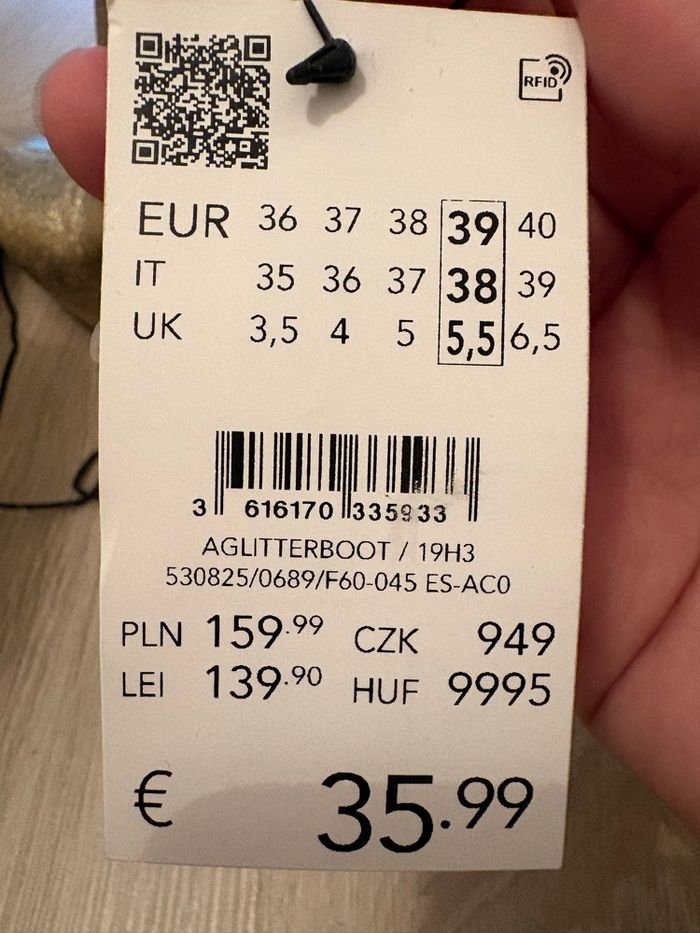 RFID
EUR 36 37 38 39 40
IT 35 36 37 38 39
UK 3,5 4 5 5,5 6,5
3 616170 335933
AGLITTERBOOT / 19H3
530825/0689/F60-045 ES-AC0
PLN 159.99 CZK 949
LEI 139.90 HUF 9995
€ 35.99